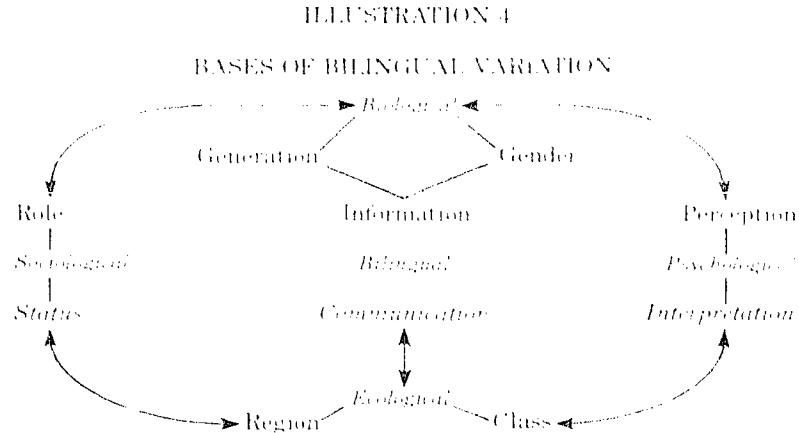 ILLUSTRATION 4
BASES OF BILINGUAL VARIATION
Biological
Generation Gender
Role Information Perception
Sociological Bilingual Psychological
Status Communication Interpretation
Ecological
Region Class